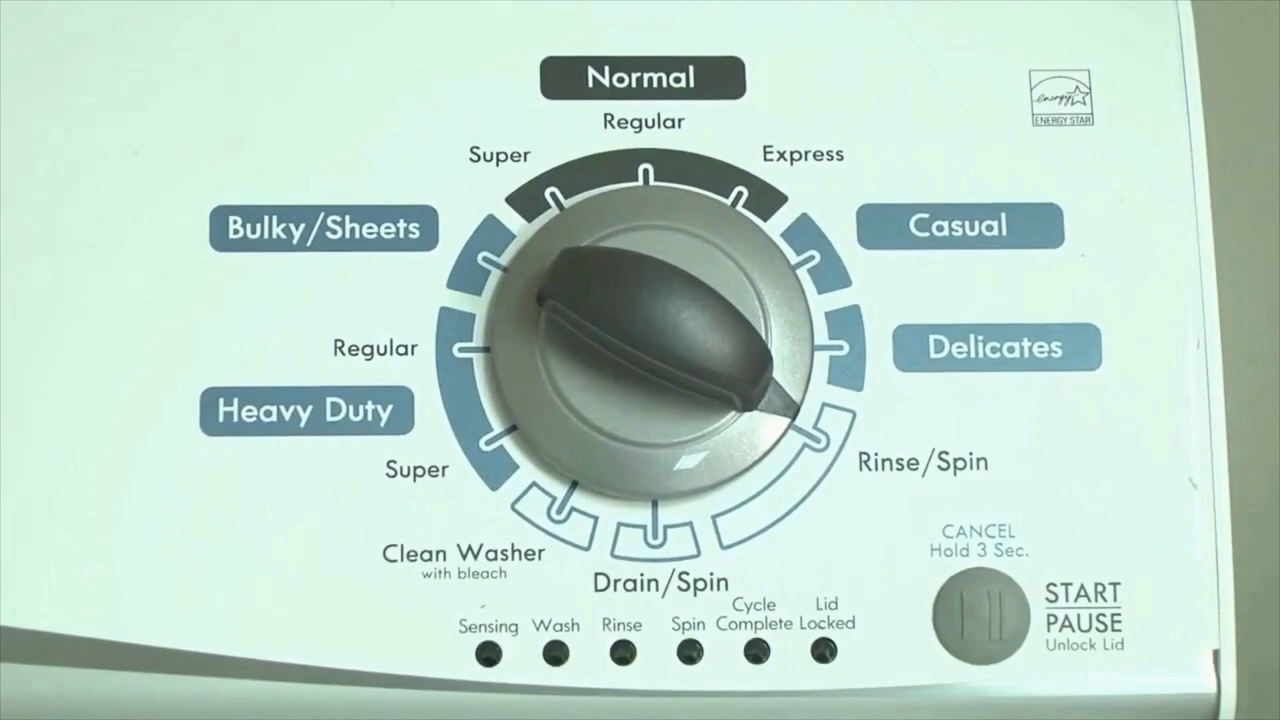 Normal
Regular
Super
Express
energy
ENERGY STAR
Bulky/Sheets
Casual
Regular
Delicates
Heavy Duty
Super
Rinse/Spin
Clean Washer
with bleach
Drain/Spin
CANCEL
Hold 3 Sec.
Sensing
Wash
Rinse
Spin
Cycle
Complete
Lid
Locked
START
PAUSE
Unlock Lid